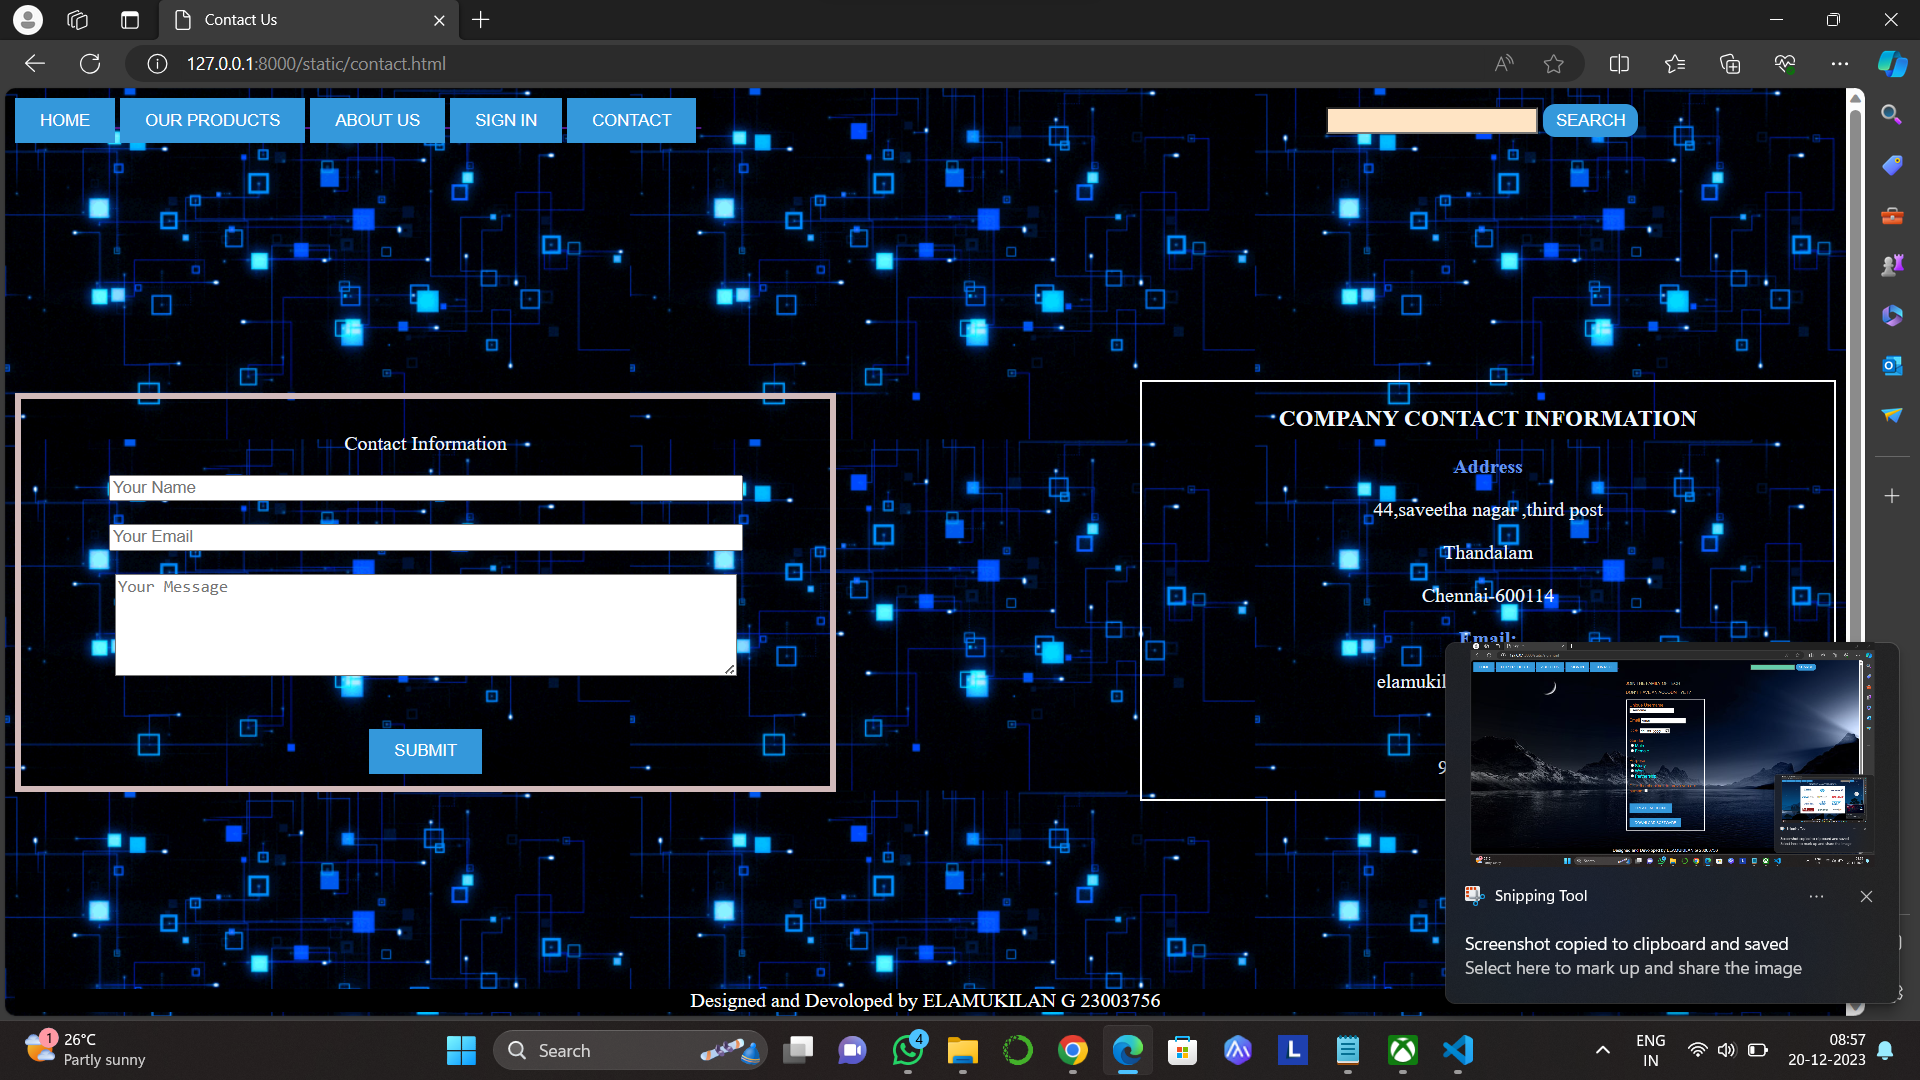 Contact Us
127.0.0.1:8000/static/contact.html
HOME
OUR PRODUCTS
ABOUT US
SIGN IN
CONTACT
SEARCH
Contact Information
Your Name
Your Email
Your Message
SUBMIT
COMPANY CONTACT INFORMATION
Address
44,saveetha nagar ,third post
Thandalam
Chennai-600114
Email:
elamukil
9
Designed and Devoloped by ELAMUKILAN G 23003756
Snipping Tool
Screenshot copied to clipboard and saved
Select here to mark up and share the image
1
26°C
Partly sunny
Search
4
L
ENG
IN
08:57
20-12-2023